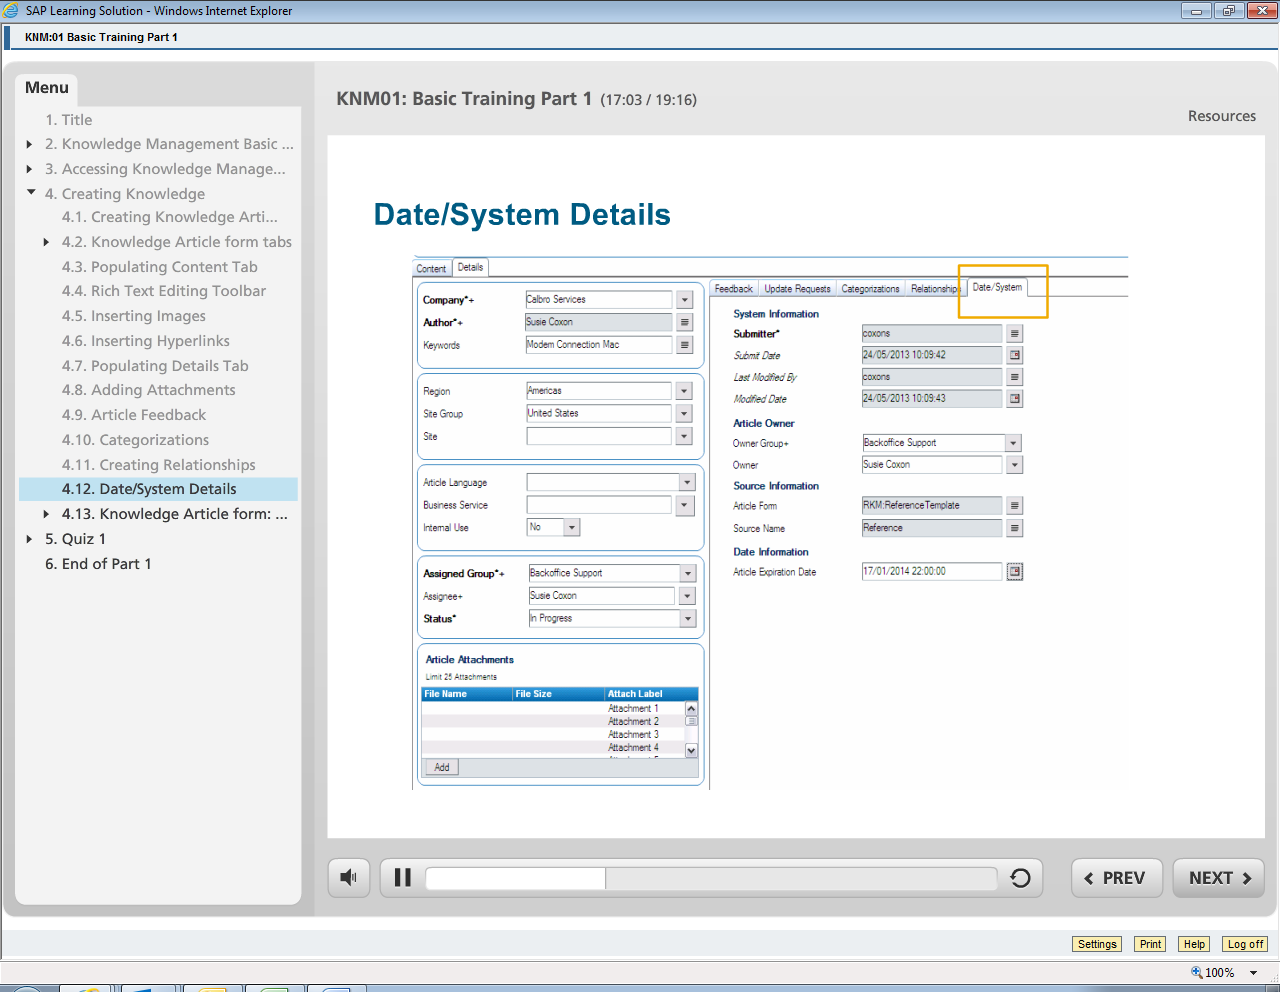 SAP Learning Solution - Windows Internet Explorer
KNM:01 Basic Training Part 1
Menu
1. Title
2. Knowledge Management Basic ...
3. Accessing Knowledge Manage...
4. Creating Knowledge
4.1. Creating Knowledge Arti...
4.2. Knowledge Article form tabs
4.3. Populating Content Tab
4.4. Rich Text Editing Toolbar
4.5. Inserting Images
4.6. Inserting Hyperlinks
4.7. Populating Details Tab
4.8. Adding Attachments
4.9. Article Feedback
4.10. Categorizations
4.11. Creating Relationships
4.12. Date/System Details
4.13. Knowledge Article form: ...
5. Quiz 1
6. End of Part 1
KNM01: Basic Training Part 1 (17:03 / 19:16)
Resources
Date/System Details
Content Details
Company*+ Calbro Services
Author*+ Susie Coxon
Keywords Modem Connection Mac
Region Americas
Site Group United States
Site
Article Language
Business Service
Internal Use No
Assigned Group*+ Backoffice Support
Assignee+ Susie Coxon
Status* In Progress
Article Attachments
Limit 25 Attachments
File Name File Size Attach Label
Attachment 1
Attachment 2
Attachment 3
Attachment 4
Add
Feedback Update Requests Categorizations Relationships Date/System
System Information
Submitter* coxons
Submit Date 24/05/2013 10:09:42
Last Modified By coxons
Modified Date 24/05/2013 10:09:43
Article Owner
Owner Group+ Backoffice Support
Owner Susie Coxon
Source Information
Article Form RKM:ReferenceTemplate
Source Name Reference
Date Information
Article Expiration Date 17/01/2014 22:00:00
PREV NEXT
Settings Print Help Log off
100%